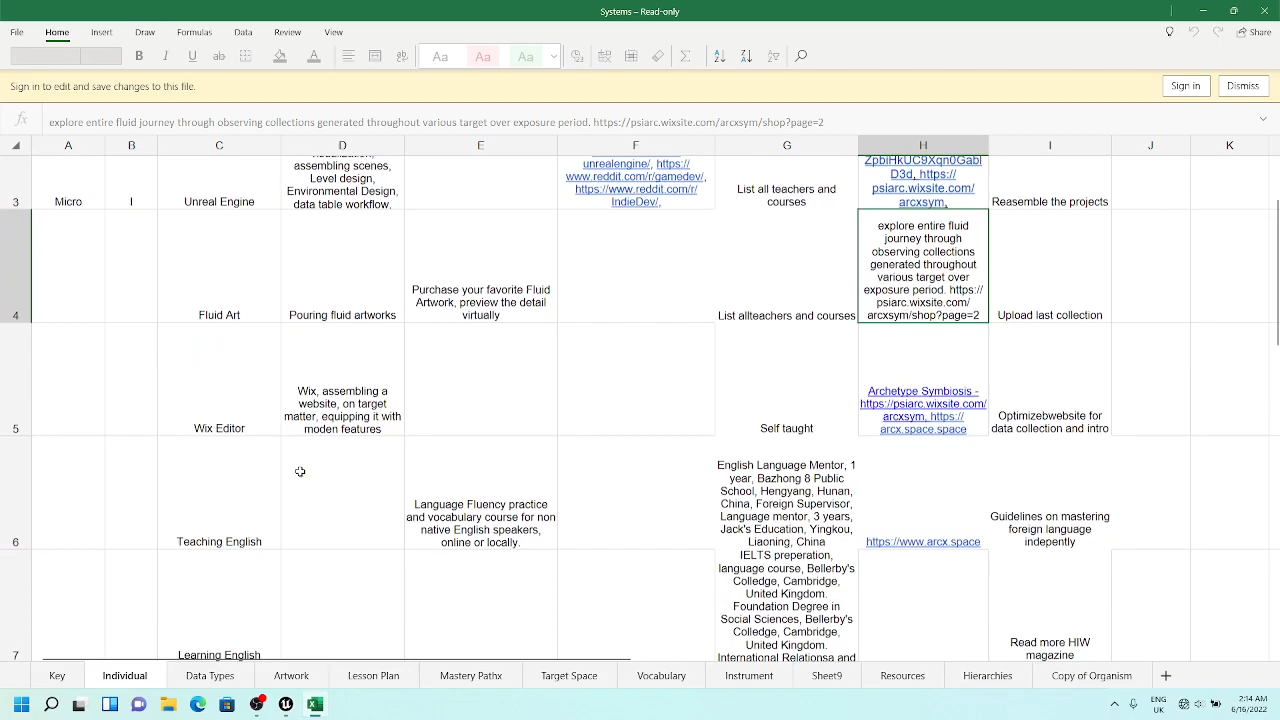 Systems – Read-only
File Home Insert Draw Formulas Data Review View Share
B I U ab Aa Aa Aa
Sign in to edit and save changes to this file. Sign in Dismiss
fx explore entire fluid journey through observing collections generated throughout various target over exposure period. https://psiarc.wixsite.com/arcxsym/shop?page=2
A B C D E F G H I J K
3
Micro
I
Unreal Engine
assembling scenes,
Level design,
Environmental Design,
data table workflow.
unrealengine/, https://
www.reddit.com/r/gamedev/,
https://www.reddit.com/r/
IndieDev/,
List all teachers and
courses
ZpbiHkUC9Xqn0Gabl
D3d, https://
psiarc.wixsite.com/
arcxsym,
Reasemble the projects
4
Fluid Art
Pouring fluid artworks
Purchase your favorite Fluid
Artwork, preview the detail
virtually
List allteachers and courses
explore entire fluid
journey through
observing collections
generated throughout
various target over
exposure period. https://
psiarc.wixsite.com/
arcxsym/shop?page=2
Upload last collection
5
Wix Editor
Wix, assembling a
website, on target
matter, equipping it with
moden features
Self taught
Archetype Symbiosis -
https://psiarc.wixsite.com/
arcxsym, https://
arcx.space.space
Optimizebwebsite for
data collection and intro
6
Teaching English
Language Fluency practice
and vocabulary course for non
native English speakers,
online or locally.
English Language Mentor, 1
year, Bazhong 8 Public
School, Hengyang, Hunan,
China, Foreign Supervisor,
Language mentor, 3 years,
Jack's Education, Yingkou,
Liaoning, China
https://www.arcx.space
Guidelines on mastering
foreign language
indepently
7
Learning English
IELTS preperation,
language course, Bellerby's
Colledge, Cambridge,
United Kingdom.
Foundation Degree in
Social Sciences, Bellerby's
Colledge, Cambridge,
United Kingdom.
International Relationsa and
Read more HIW
magazine
Key Individual Data Types Artwork Lesson Plan Mastery Pathx Target Space Vocabulary Instrument Sheet9 Resources Hierarchies Copy of Organism
ENG
UK
2:14 AM
6/16/2022